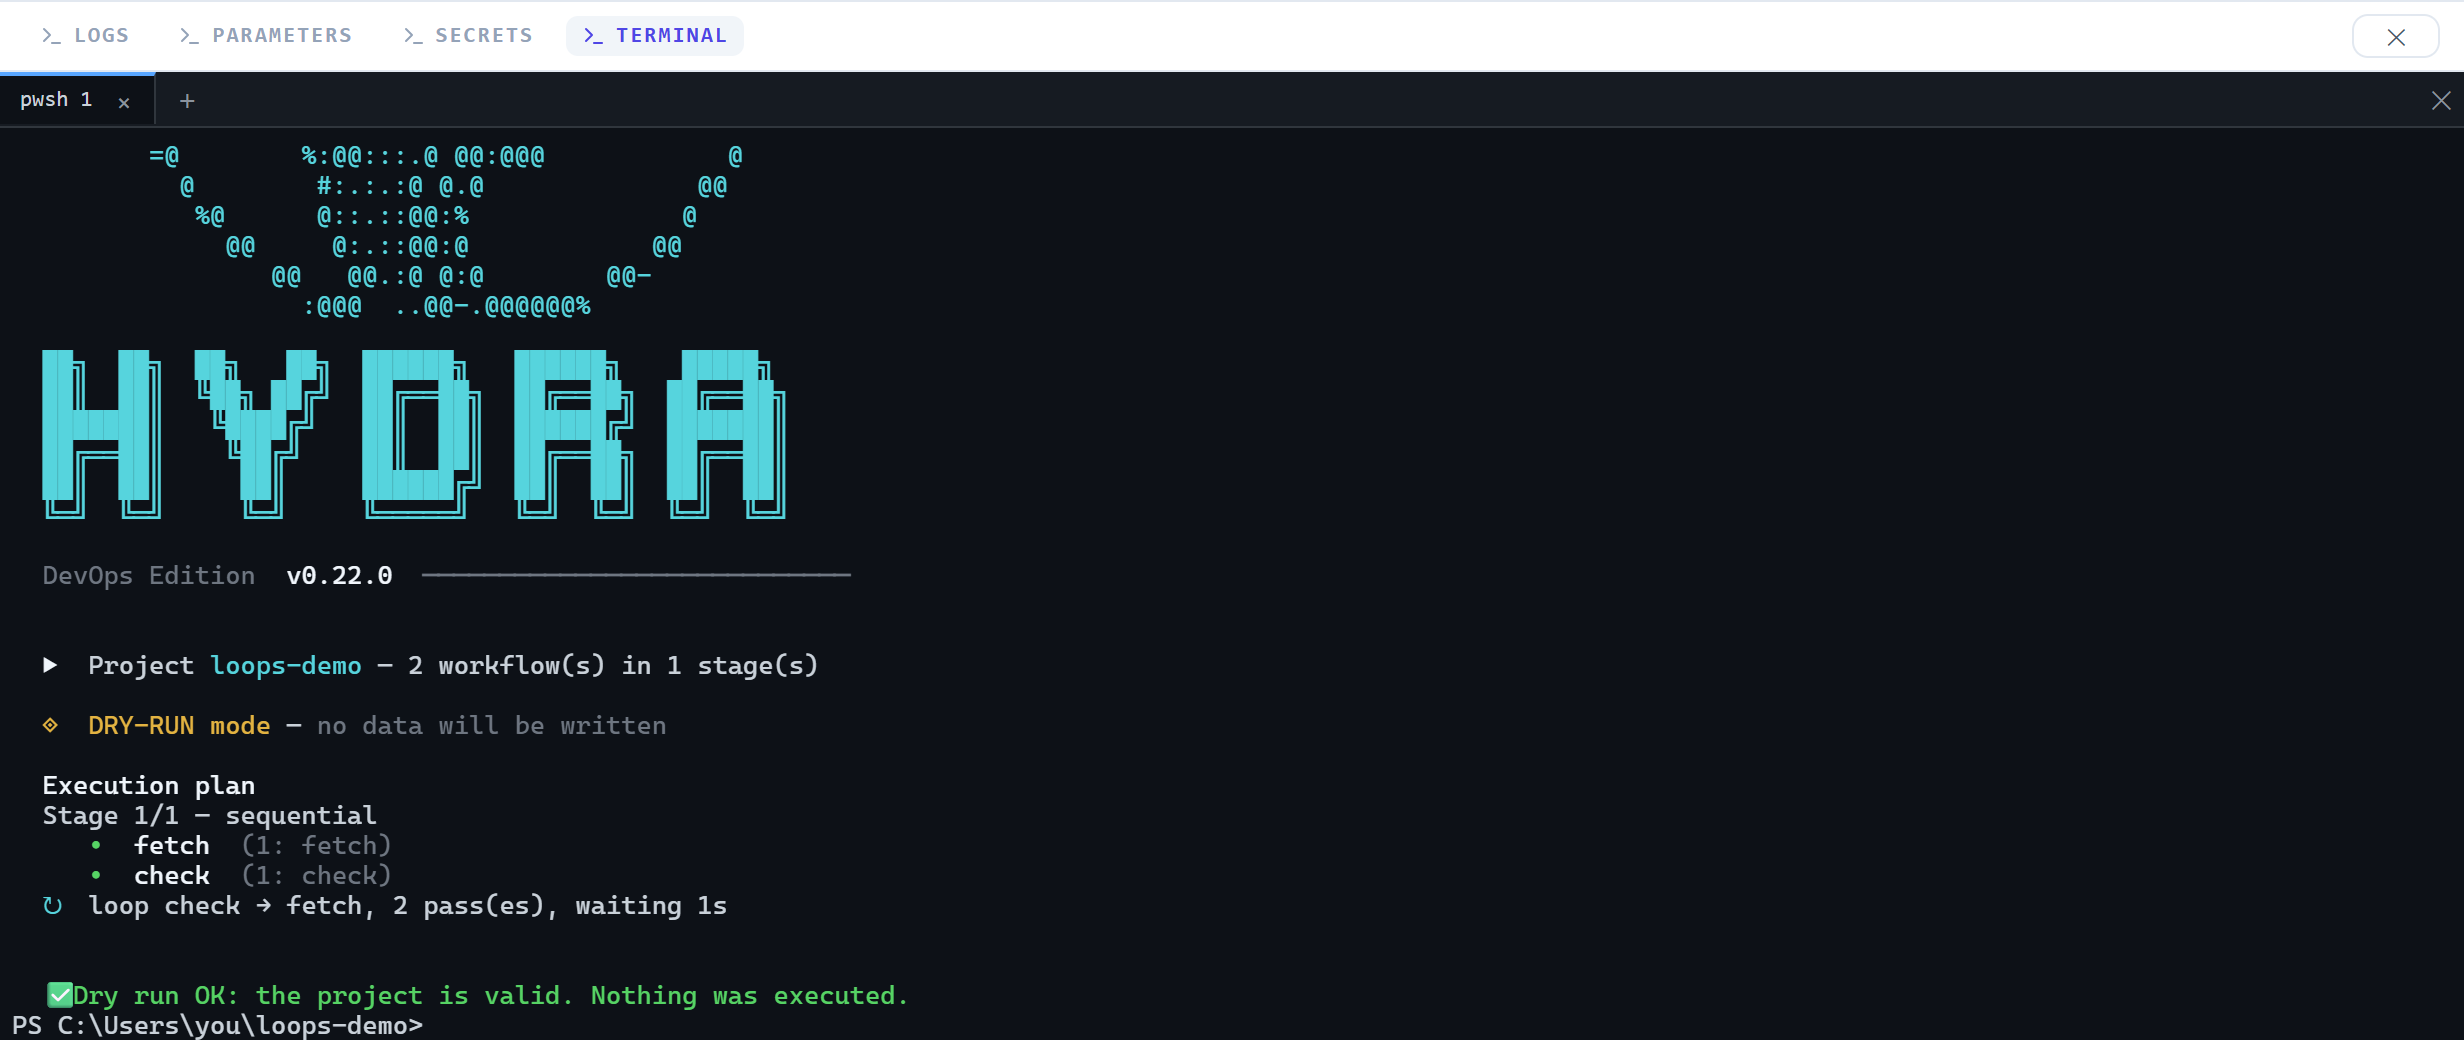 LOGS
PARAMETERS
SECRETS
TERMINAL
pwsh 1
=@        %:@@:::.@ @@:@@@            @
@        #:.:.:@ @.@              @@
%@      @::.::@@:%              @
@@     @:.::@@:@            @@
@@   @@.:@ @:@        @@-
:@@@  ..@@-.@@@@@@%
HYDRA
DevOps Edition v0.22.0
Project loops-demo — 2 workflow(s) in 1 stage(s)
DRY-RUN mode — no data will be written
Execution plan
Stage 1/1 — sequential
• fetch (1: fetch)
• check (1: check)
↻ loop check → fetch, 2 pass(es), waiting 1s
✅Dry run OK: the project is valid. Nothing was executed.
PS C:\Users\you\loops-demo>